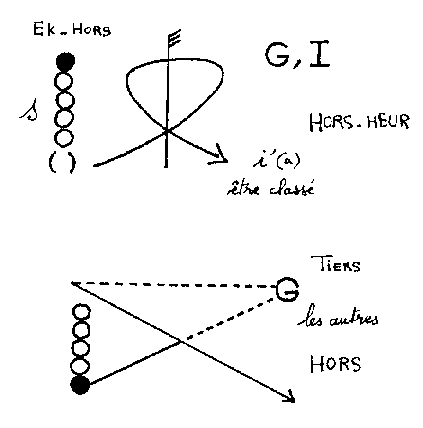 EK-HORS
G, I
s
HORS-HEUR
( )
i'(a)
être classé
TIERS
G
les autres
HORS